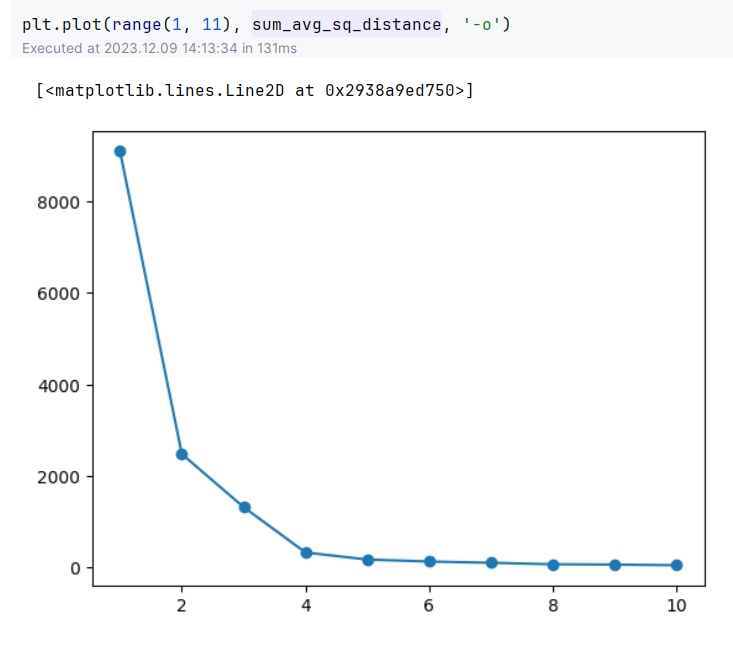 plt.plot(range(1, 11), sum_avg_sq_distance, '-o')
Executed at 2023.12.09 14:13:34 in 131ms
[<matplotlib.lines.Line2D at 0x2938a9ed750>]
8000
6000
4000
2000
0
2 4 6 8 10